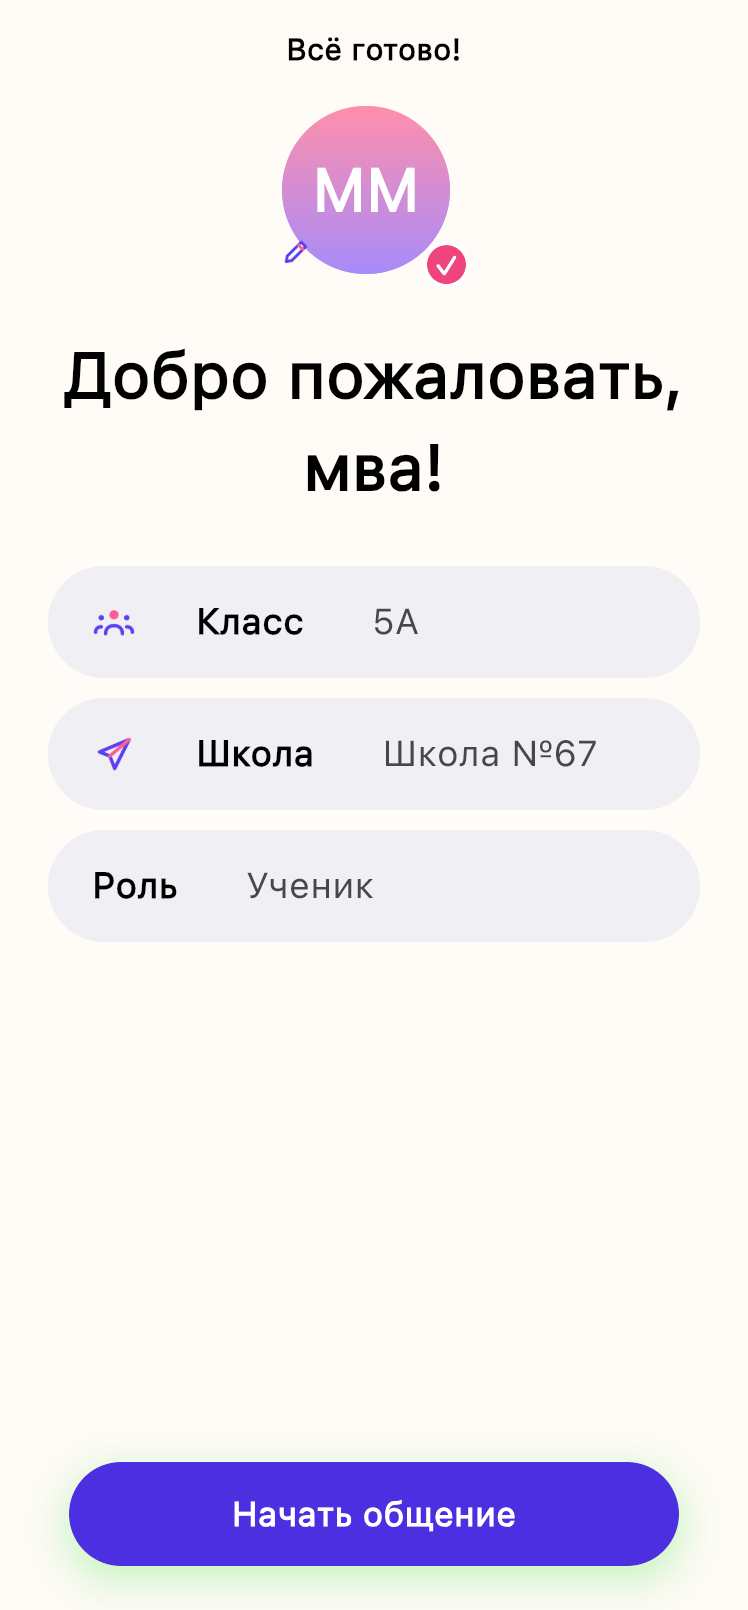 Всё готово!
ММ
Добро пожаловать,
мва!
Класс 5А
Школа Школа №67
Роль Ученик
Начать общение